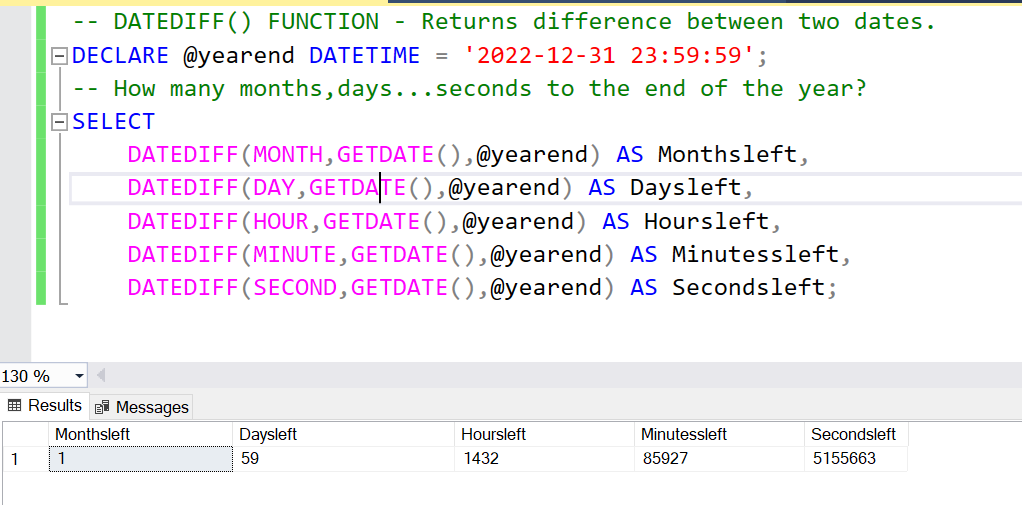 -- DATEDIFF() FUNCTION - Returns difference between two dates.
DECLARE @yearend DATETIME = '2022-12-31 23:59:59';
-- How many months,days...seconds to the end of the year?
SELECT
DATEDIFF(MONTH,GETDATE(),@yearend) AS Monthsleft,
DATEDIFF(DAY,GETDATE(),@yearend) AS Daysleft,
DATEDIFF(HOUR,GETDATE(),@yearend) AS Hoursleft,
DATEDIFF(MINUTE,GETDATE(),@yearend) AS Minutessleft,
DATEDIFF(SECOND,GETDATE(),@yearend) AS Secondsleft;
130 %
Results Messages
Monthsleft Daysleft Hoursleft Minutessleft Secondsleft
1 1 59 1432 85927 5155663